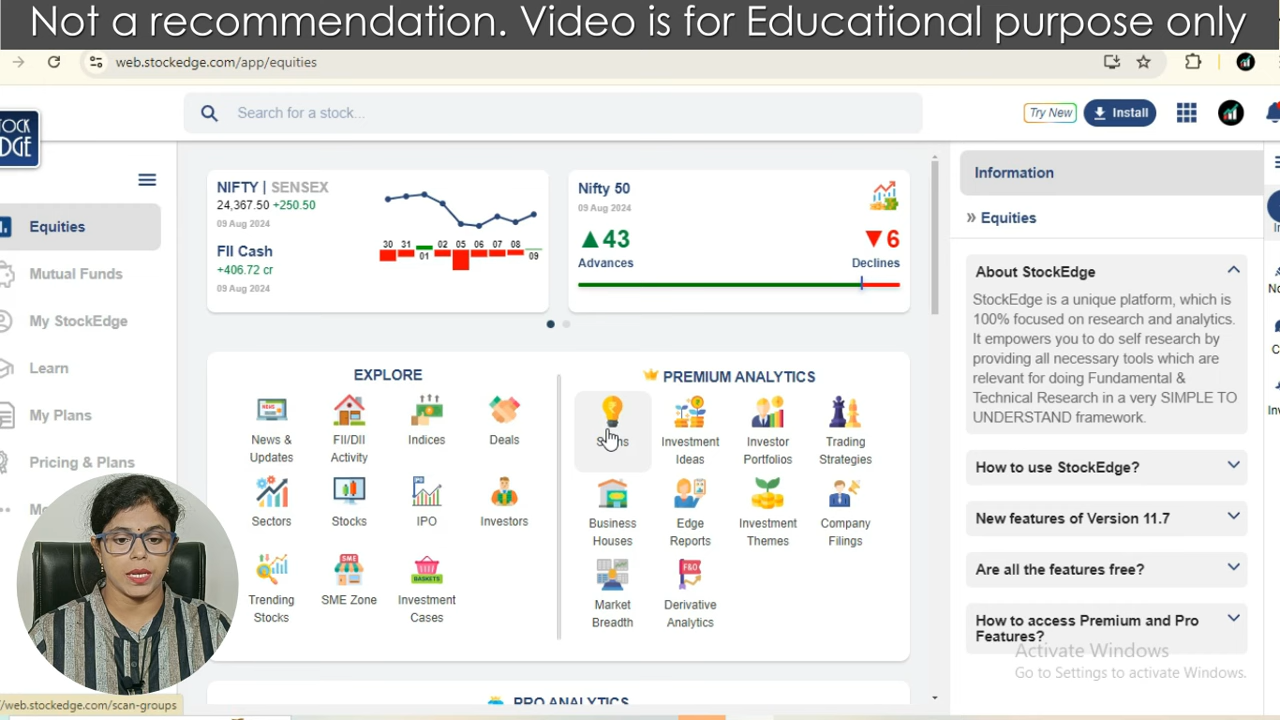 Not a recommendation. Video is for Educational purpose only
web.stockedge.com/app/equities
STOCK
EDGE
Search for a stock...
Try New
Install
Equities
Mutual Funds
My StockEdge
Learn
My Plans
Pricing & Plans
NIFTY | SENSEX
24,367.50 +250.50
09 Aug 2024
FII Cash
+406.72 cr
09 Aug 2024
30 31 01 02 05 06 07 08 09
Nifty 50
09 Aug 2024
▲43
Advances
▼6
Declines
EXPLORE
News &
Updates
FII/DII
Activity
Indices
Deals
Sectors
Stocks
IPO
Investors
Trending
Stocks
SME
SME Zone
BASKETS
Investment
Cases
PREMIUM ANALYTICS
Investment
Ideas
Investor
Portfolios
Trading
Strategies
Business
Houses
Edge
Reports
Investment
Themes
Company
Filings
Market
Breadth
F&O
Derivative
Analytics
PRO ANALYTICS
Information
» Equities
About StockEdge
StockEdge is a unique platform, which is
100% focused on research and analytics.
It empowers you to do self research by
providing all necessary tools which are
relevant for doing Fundamental &
Technical Research in a very SIMPLE TO
UNDERSTAND framework.
How to use StockEdge?
New features of Version 11.7
Are all the features free?
How to access Premium and Pro
Features?
Activate Windows
Go to Settings to activate Windows.
/web.stockedge.com/scan-groups